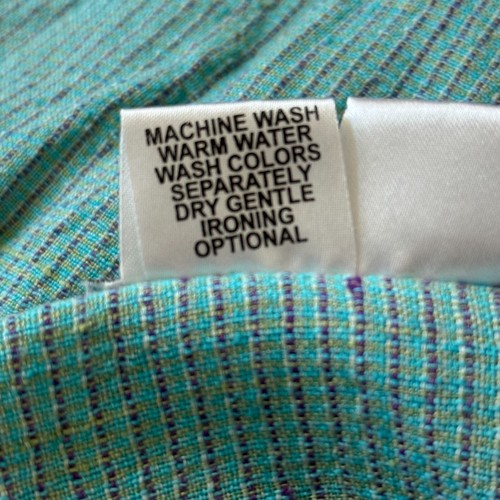 MACHINE WASH
WARM WATER
WASH COLORS
SEPARATELY
DRY GENTLE
IRONING
OPTIONAL